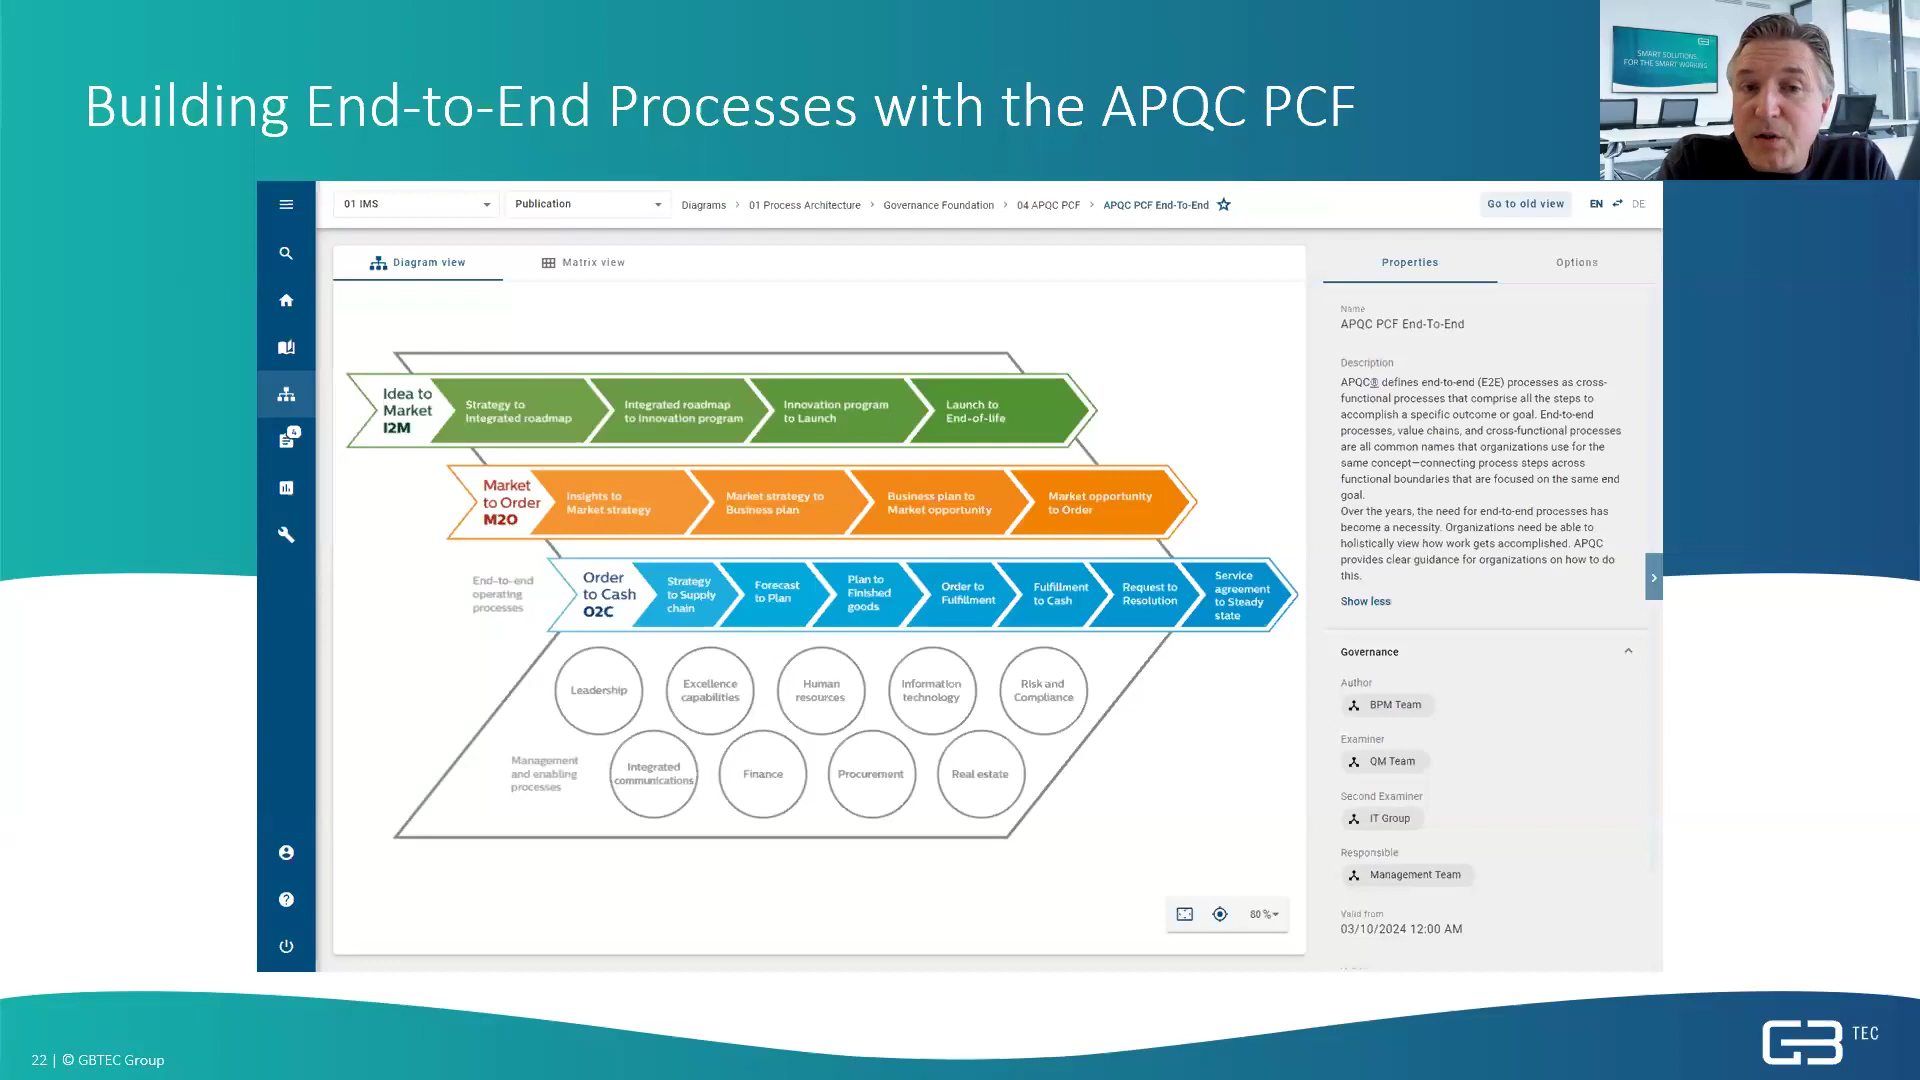 Building End-to-End Processes with the APQC PCF
SMART SOLUTIONS.
FOR THE SMART WORKING
01 IMS
Publication
Diagrams > 01 Process Architecture > Governance Foundation > 04 APQC PCF > APQC PCF End-To-End
Go to old view
EN
DE
Diagram view
Matrix view
Properties
Options
4
Idea to
Market
I2M
Strategy to
Integrated roadmap
Integrated roadmap
to Innovation program
Innovation program
to Launch
Launch to
End-of-life
Market
to Order
M2O
Insights to
Market strategy
Market strategy to
Business plan
Business plan to
Market opportunity
Market opportunity
to Order
End-to-end
operating
processes
Order
to Cash
O2C
Strategy
to Supply
chain
Forecast
to Plan
Plan to
Finished
goods
Order to
Fulfillment
Fulfillment
to Cash
Request to
Resolution
Service
agreement
to Steady
state
Leadership
Excellence
capabilities
Human
resources
Information
technology
Risk and
Compliance
Management
and enabling
processes
Integrated
communications
Finance
Procurement
Real estate
80 %
Name
APQC PCF End-To-End
Description
APQC® defines end-to-end (E2E) processes as cross-
functional processes that comprise all the steps to
accomplish a specific outcome or goal. End-to-end
processes, value chains, and cross-functional processes
are all common names that organizations use for the
same concept—connecting process steps across
functional boundaries that are focused on the same end
goal.
Over the years, the need for end-to-end processes has
become a necessity. Organizations need be able to
holistically view how work gets accomplished. APQC
provides clear guidance for organizations on how to do
this.
Show less
Governance
Author
BPM Team
Examiner
QM Team
Second Examiner
IT Group
Responsible
Management Team
Valid from
03/10/2024 12:00 AM
22 | © GBTEC Group
GB TEC